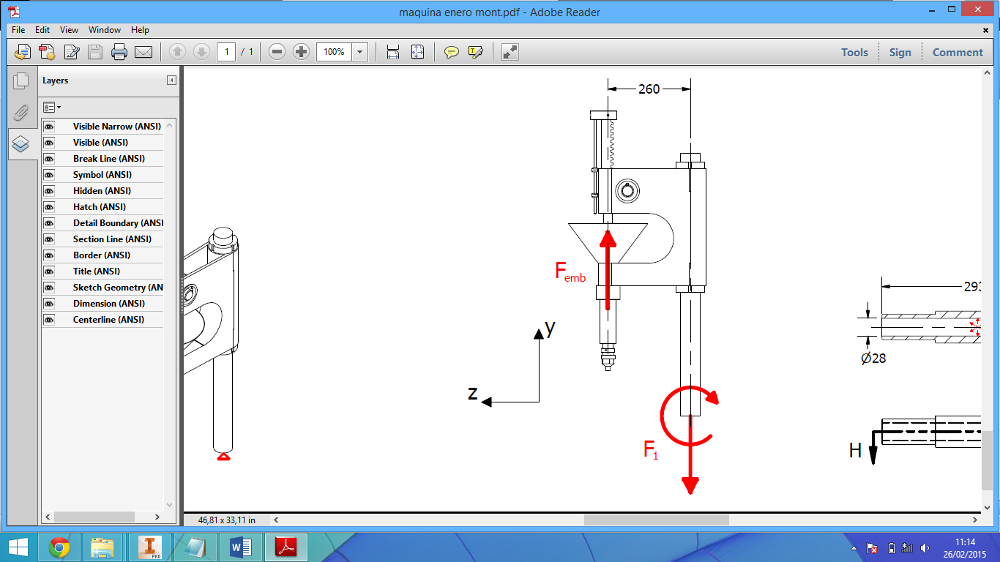 maquina enero mont.pdf - Adobe Reader
File Edit View Window Help
1 / 1 100% Tools Sign Comment
Layers
Visible Narrow (ANSI)
Visible (ANSI)
Break Line (ANSI)
Symbol (ANSI)
Hidden (ANSI)
Hatch (ANSI)
Detail Boundary (ANSI
Section Line (ANSI)
Border (ANSI)
Title (ANSI)
Sketch Geometry (AN
Dimension (ANSI)
Centerline (ANSI)
260
Femb
y
z
F1
293
Ø28
H
46,81 x 33,11 in
PRO
11:14
26/02/2015